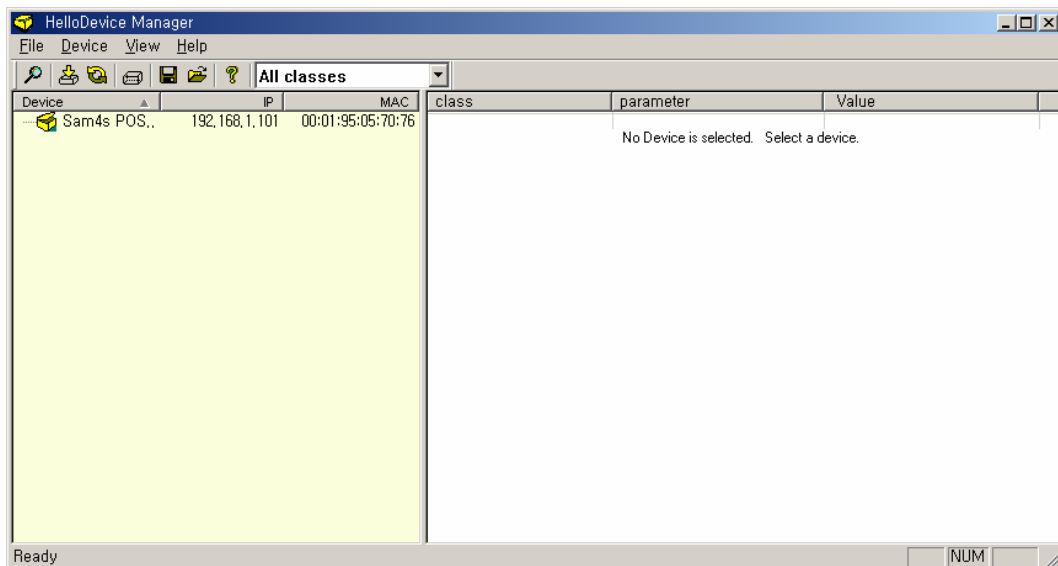 HelloDevice Manager
File Device View Help
All classes
Device IP MAC class parameter Value
Sam4s POS.. 192.168.1.101 00:01:95:05:70:76
No Device is selected. Select a device.
Ready NUM